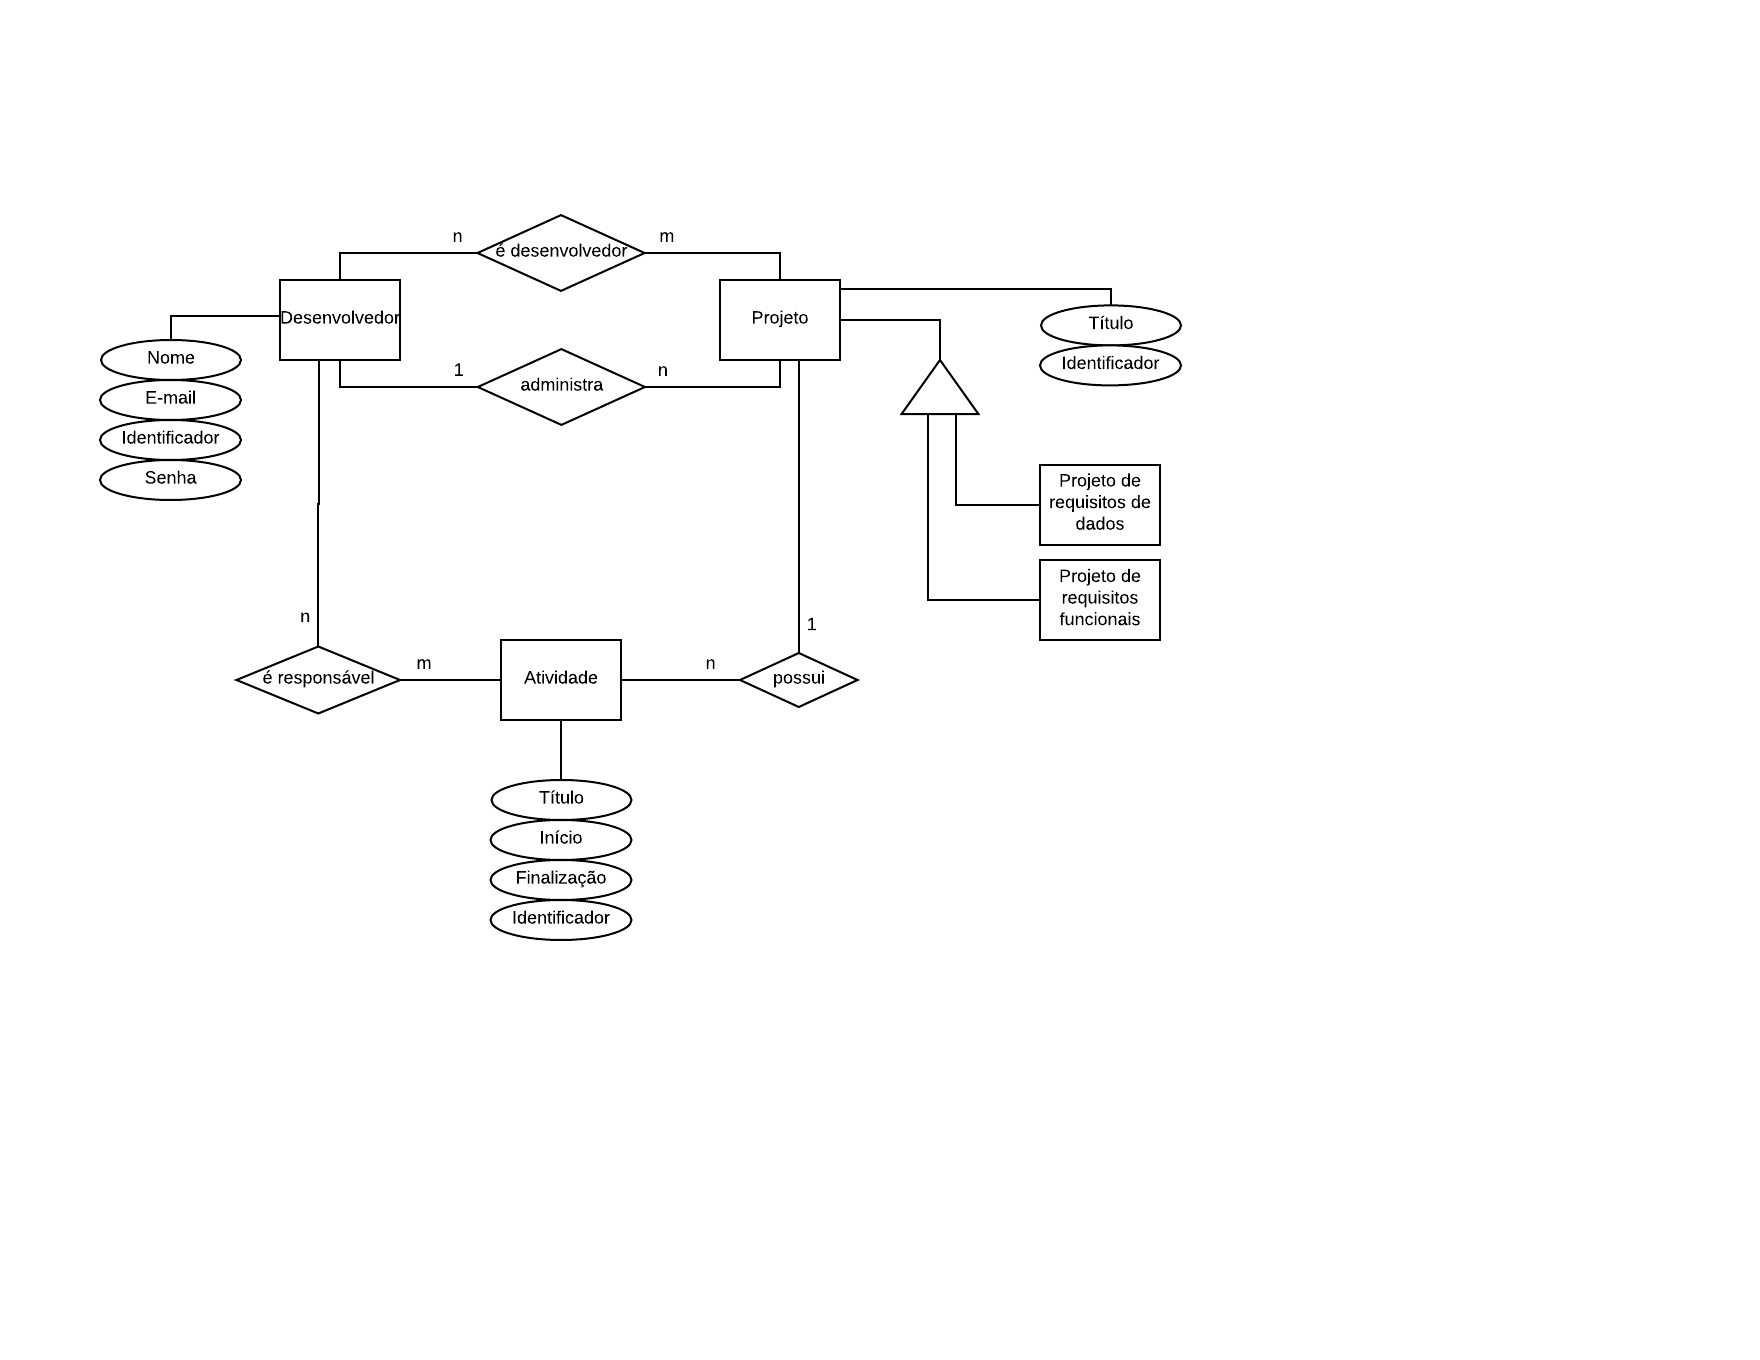 n
é desenvolvedor
m
Desenvolvedor
Projeto
Título
Identificador
Nome
E-mail
Identificador
Senha
1
administra
n
Projeto de
requisitos de
dados
Projeto de
requisitos
funcionais
n
1
é responsável
m
Atividade
n
possui
Título
Início
Finalização
Identificador